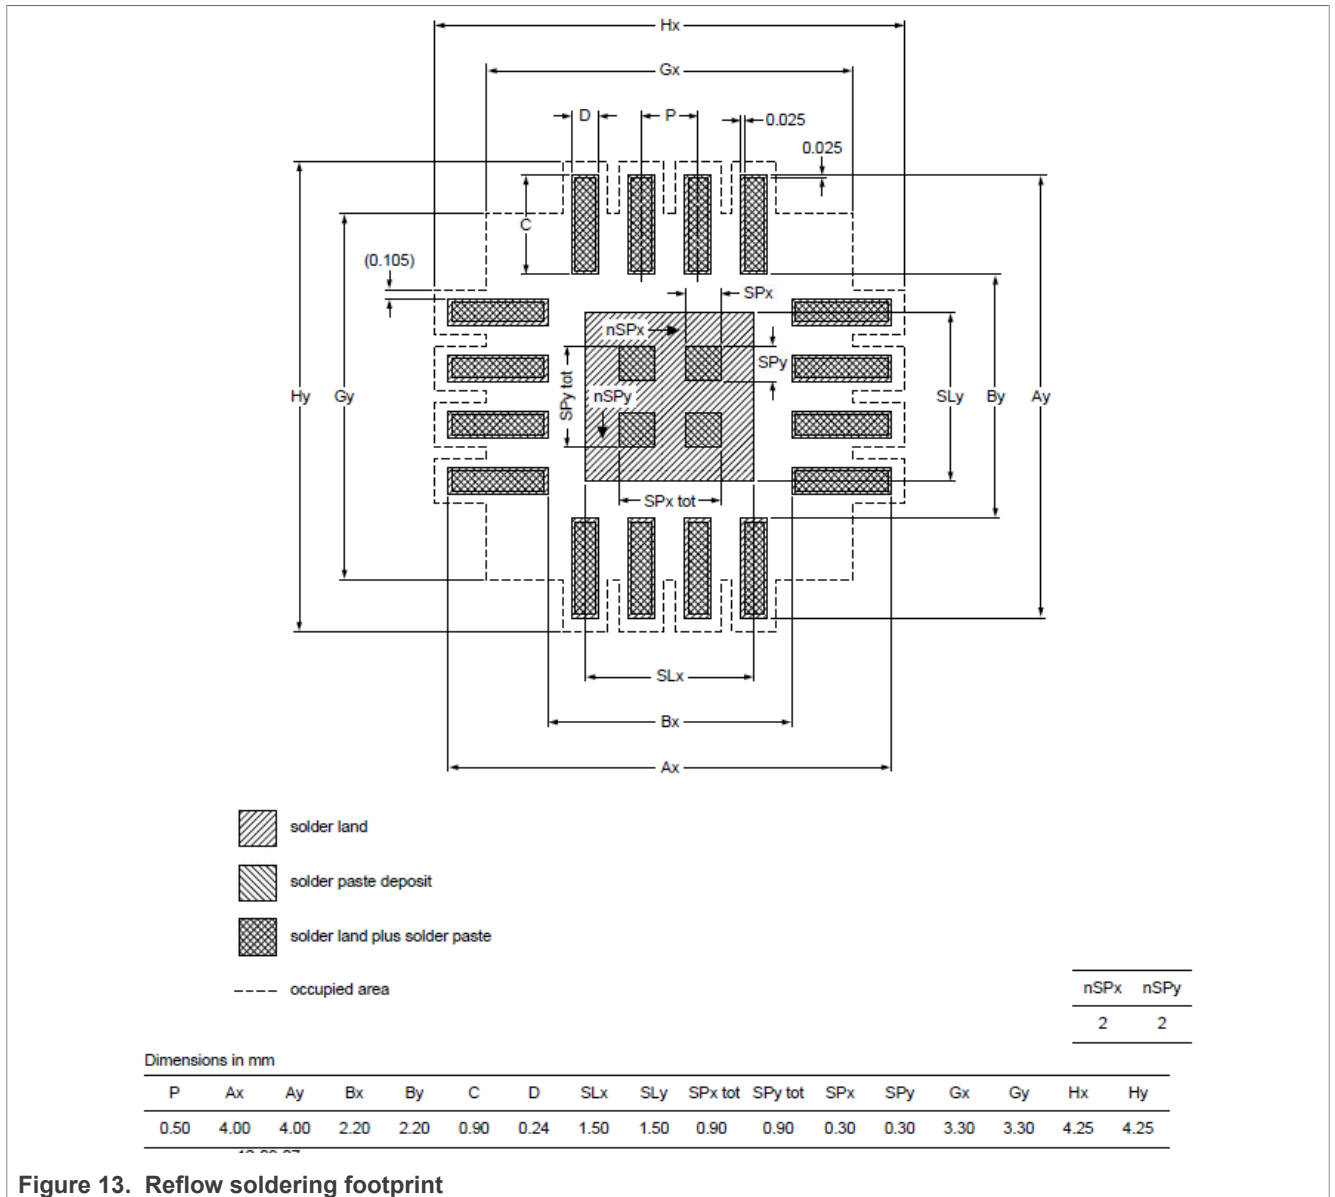 Hx
Gx
D
P
0.025
0.025
C
(0.105)
SPx
nSPx
SPy
SPy tot
nSPy
Hy
Gy
SLy
By
Ay
SPx tot
SLx
Bx
Ax
solder land
solder paste deposit
solder land plus solder paste
occupied area
nSPx nSPy
2 2
Dimensions in mm
P Ax Ay Bx By C D SLx SLy SPx tot SPy tot SPx SPy Gx Gy Hx Hy
0.50 4.00 4.00 2.20 2.20 0.90 0.24 1.50 1.50 0.90 0.90 0.30 0.30 3.30 3.30 4.25 4.25
Figure 13. Reflow soldering footprint